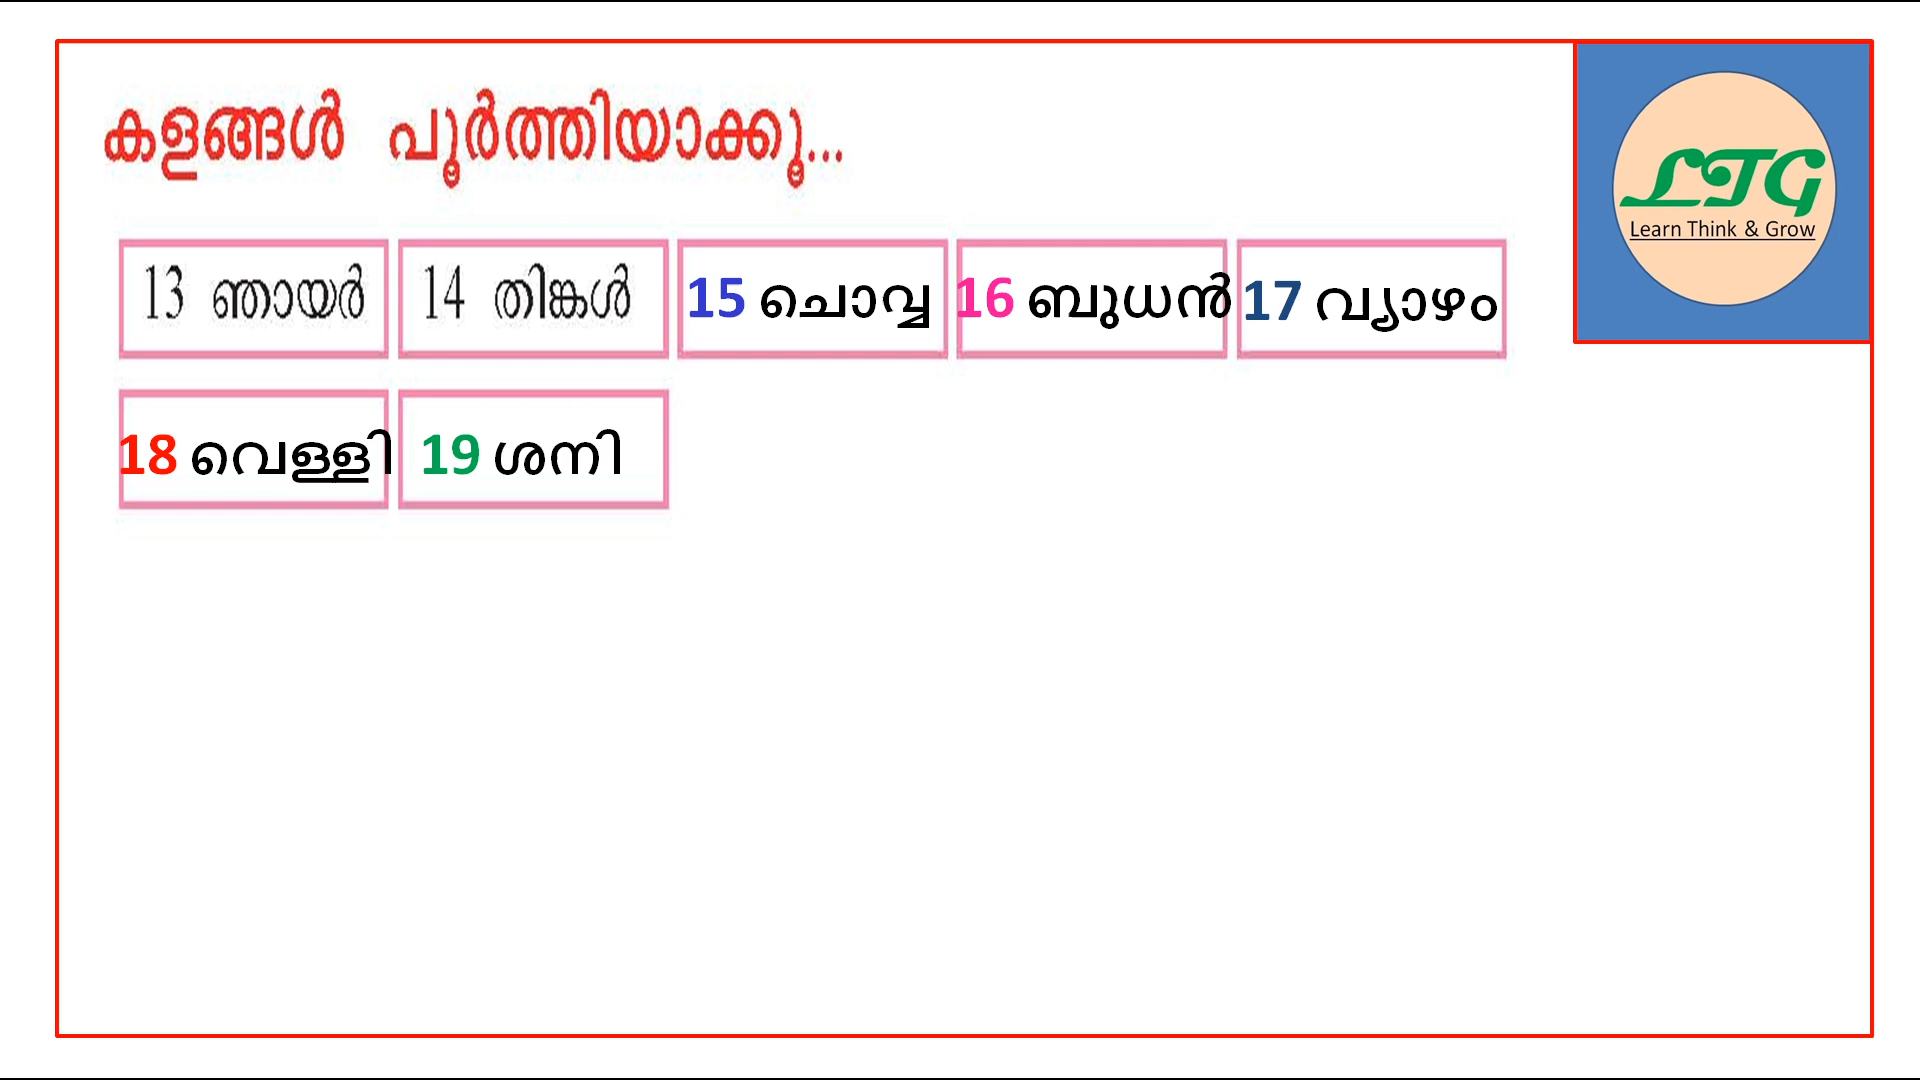 കളങ്ങൾ പൂർത്തിയാക്കൂ...
LTG
Learn Think & Grow
13 ഞായർ 14 തിങ്കൾ 15 ചൊവ്വ 16 ബുധൻ 17 വ്യാഴം
18 വെള്ളി 19 ശനി